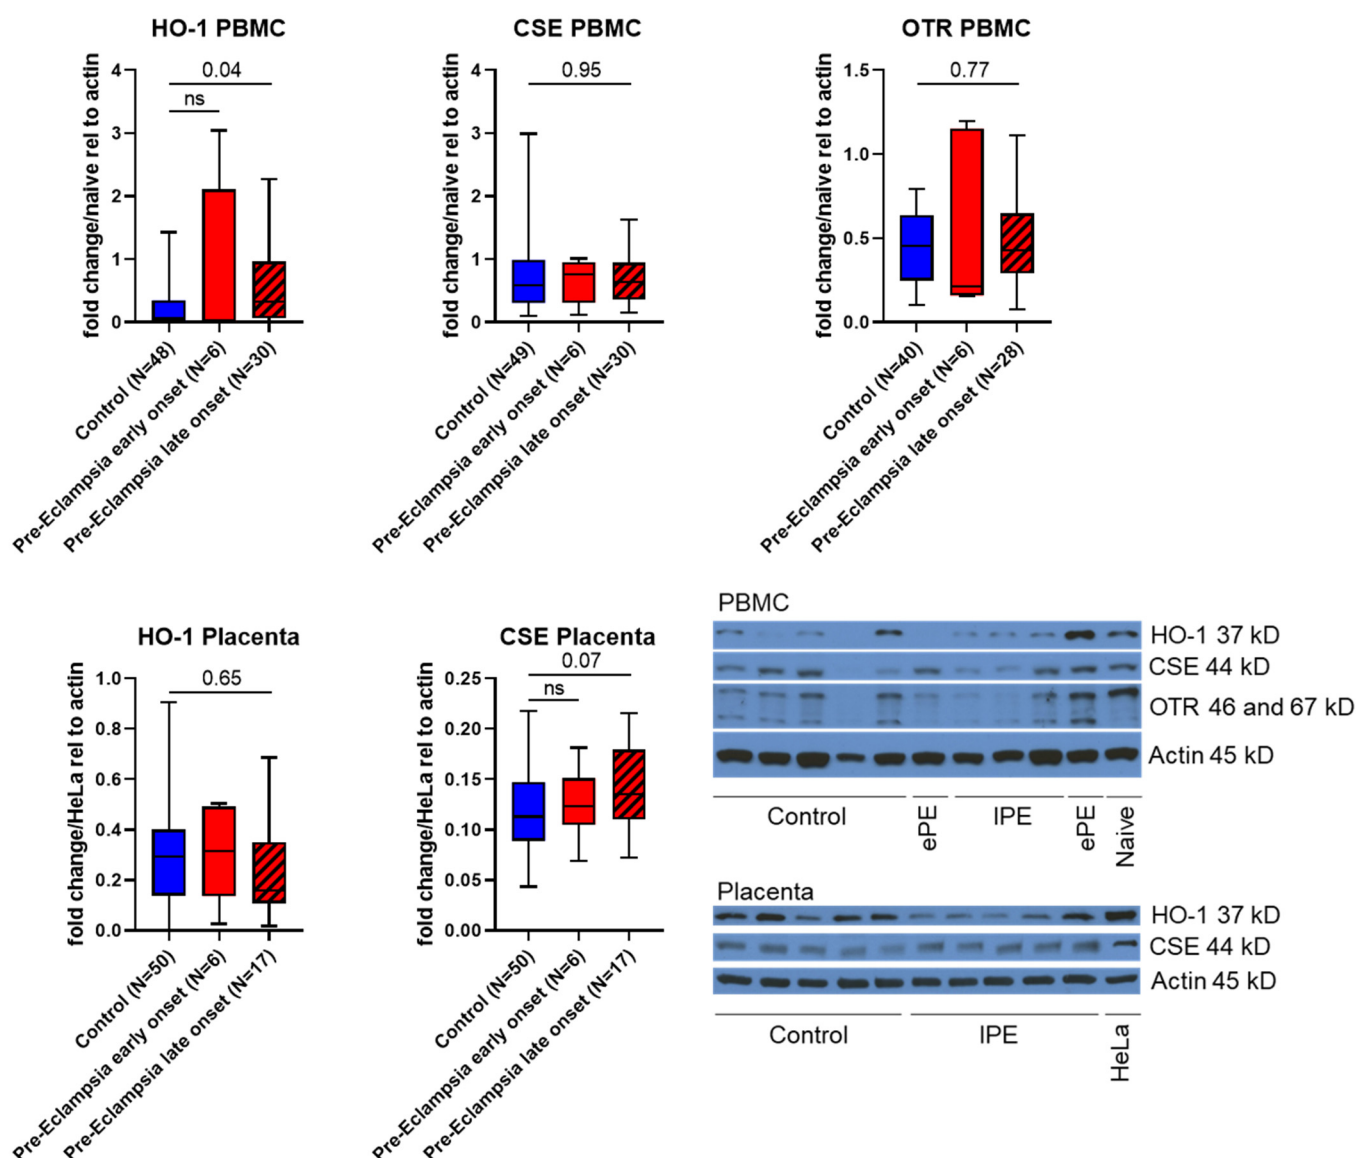 HO-1 PBMC
fold change/naive rel to actin
4
3
2
1
0
0.04
ns
Control (N=48)
Pre-Eclampsia early onset (N=6)
Pre-Eclampsia late onset (N=30)
CSE PBMC
fold change/naive rel to actin
4
3
2
1
0
0.95
Control (N=49)
Pre-Eclampsia early onset (N=6)
Pre-Eclampsia late onset (N=30)
OTR PBMC
fold change/naive rel to actin
1.5
1.0
0.5
0.0
0.77
Control (N=40)
Pre-Eclampsia early onset (N=6)
Pre-Eclampsia late onset (N=28)
HO-1 Placenta
fold change/HeLa rel to actin
1.0
0.8
0.6
0.4
0.2
0.0
0.65
Control (N=50)
Pre-Eclampsia early onset (N=6)
Pre-Eclampsia late onset (N=17)
CSE Placenta
fold change/HeLa rel to actin
0.25
0.20
0.15
0.10
0.05
0.00
0.07
ns
Control (N=50)
Pre-Eclampsia early onset (N=6)
Pre-Eclampsia late onset (N=17)
PBMC
HO-1 37 kD
CSE 44 kD
OTR 46 and 67 kD
Actin 45 kD
Control
ePE
lPE
ePE
Naive
Placenta
HO-1 37 kD
CSE 44 kD
Actin 45 kD
Control
lPE
HeLa